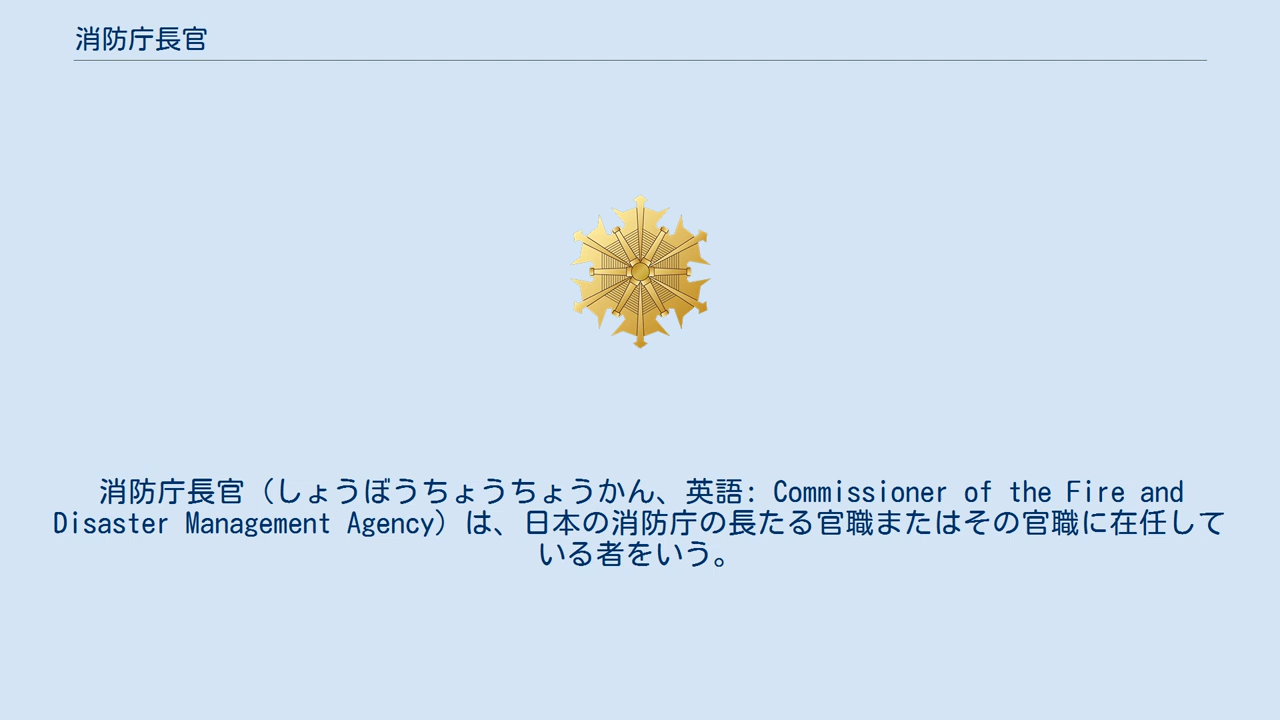 消防庁長官
消防庁長官（しょうぼうちょうちょうかん、英語: Commissioner of the Fire and
Disaster Management Agency）は、日本の消防庁の長たる官職またはその官職に在任して
いる者をいう。